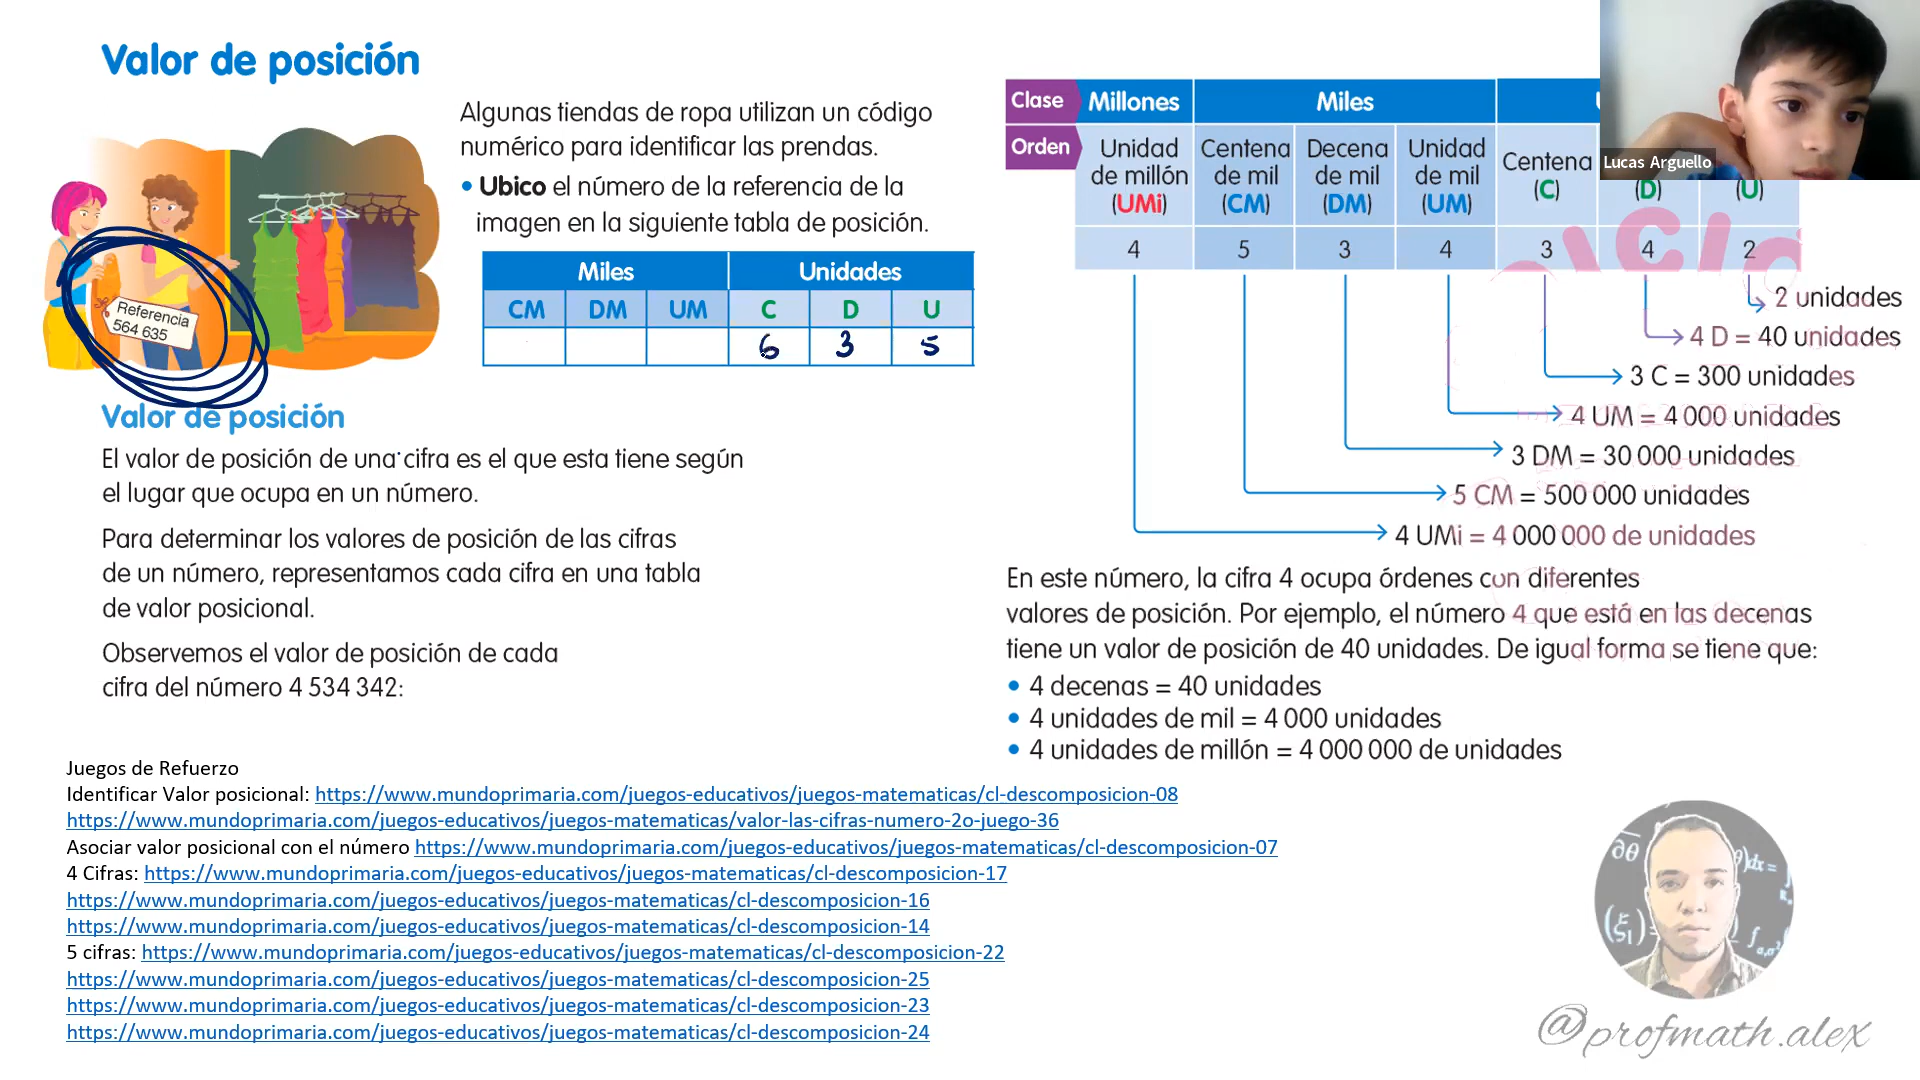 Valor de posición
Algunas tiendas de ropa utilizan un código
numérico para identificar las prendas.
• Ubico el número de la referencia de la
imagen en la siguiente tabla de posición.
Referencia
564 635
Miles Unidades
CM DM UM C D U
6 3 5
Valor de posición
El valor de posición de una cifra es el que esta tiene según
el lugar que ocupa en un número.
Para determinar los valores de posición de las cifras
de un número, representamos cada cifra en una tabla
de valor posicional.
Observemos el valor de posición de cada
cifra del número 4 534 342:
Clase Millones Miles
Lucas Arguello
Orden Unidad de millón (UMi) Centena de mil (CM) Decena de mil (DM) Unidad de mil (UM) Centena (C) (D) (U)
4 5 3 4 3 4 2
2 unidades
4 D = 40 unidades
3 C = 300 unidades
4 UM = 4 000 unidades
3 DM = 30 000 unidades
5 CM = 500 000 unidades
4 UMi = 4 000 000 de unidades
En este número, la cifra 4 ocupa órdenes con diferentes
valores de posición. Por ejemplo, el número 4 que está en las decenas
tiene un valor de posición de 40 unidades. De igual forma se tiene que:
• 4 decenas = 40 unidades
• 4 unidades de mil = 4 000 unidades
• 4 unidades de millón = 4 000 000 de unidades
Juegos de Refuerzo
Identificar Valor posicional: https://www.mundoprimaria.com/juegos-educativos/juegos-matematicas/cl-descomposicion-08
https://www.mundoprimaria.com/juegos-educativos/juegos-matematicas/valor-las-cifras-numero-2o-juego-36
Asociar valor posicional con el número https://www.mundoprimaria.com/juegos-educativos/juegos-matematicas/cl-descomposicion-07
4 Cifras: https://www.mundoprimaria.com/juegos-educativos/juegos-matematicas/cl-descomposicion-17
https://www.mundoprimaria.com/juegos-educativos/juegos-matematicas/cl-descomposicion-16
https://www.mundoprimaria.com/juegos-educativos/juegos-matematicas/cl-descomposicion-14
5 cifras: https://www.mundoprimaria.com/juegos-educativos/juegos-matematicas/cl-descomposicion-22
https://www.mundoprimaria.com/juegos-educativos/juegos-matematicas/cl-descomposicion-25
https://www.mundoprimaria.com/juegos-educativos/juegos-matematicas/cl-descomposicion-23
https://www.mundoprimaria.com/juegos-educativos/juegos-matematicas/cl-descomposicion-24
@profmath.alex